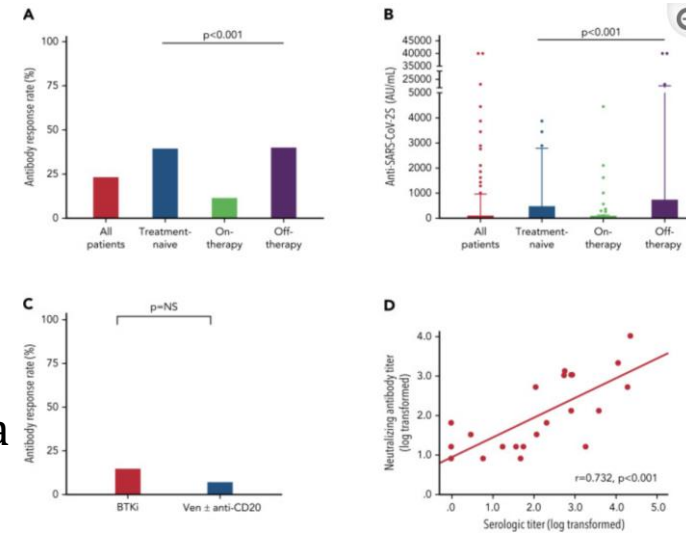 A
p<0.001
Antibody response rate (%)
100
75
50
25
0
All patients
Treatment-naive
On-therapy
Off-therapy
B
p<0.001
Anti-SARS-CoV-2S (AU/mL)
45000
40000
35000
25000
5000
4000
3000
2000
1000
0
All patients
Treatment-naive
On-therapy
Off-therapy
C
p=NS
Antibody response rate (%)
100
75
50
25
0
BTKi
Ven ± anti-CD20
a
D
Neutralizing antibody titer
(log transformed)
4.0
3.0
2.0
1.0
.0
r=0.732, p<0.001
.0 1.0 2.0 3.0 4.0 5.0
Serologic titer (log transformed)